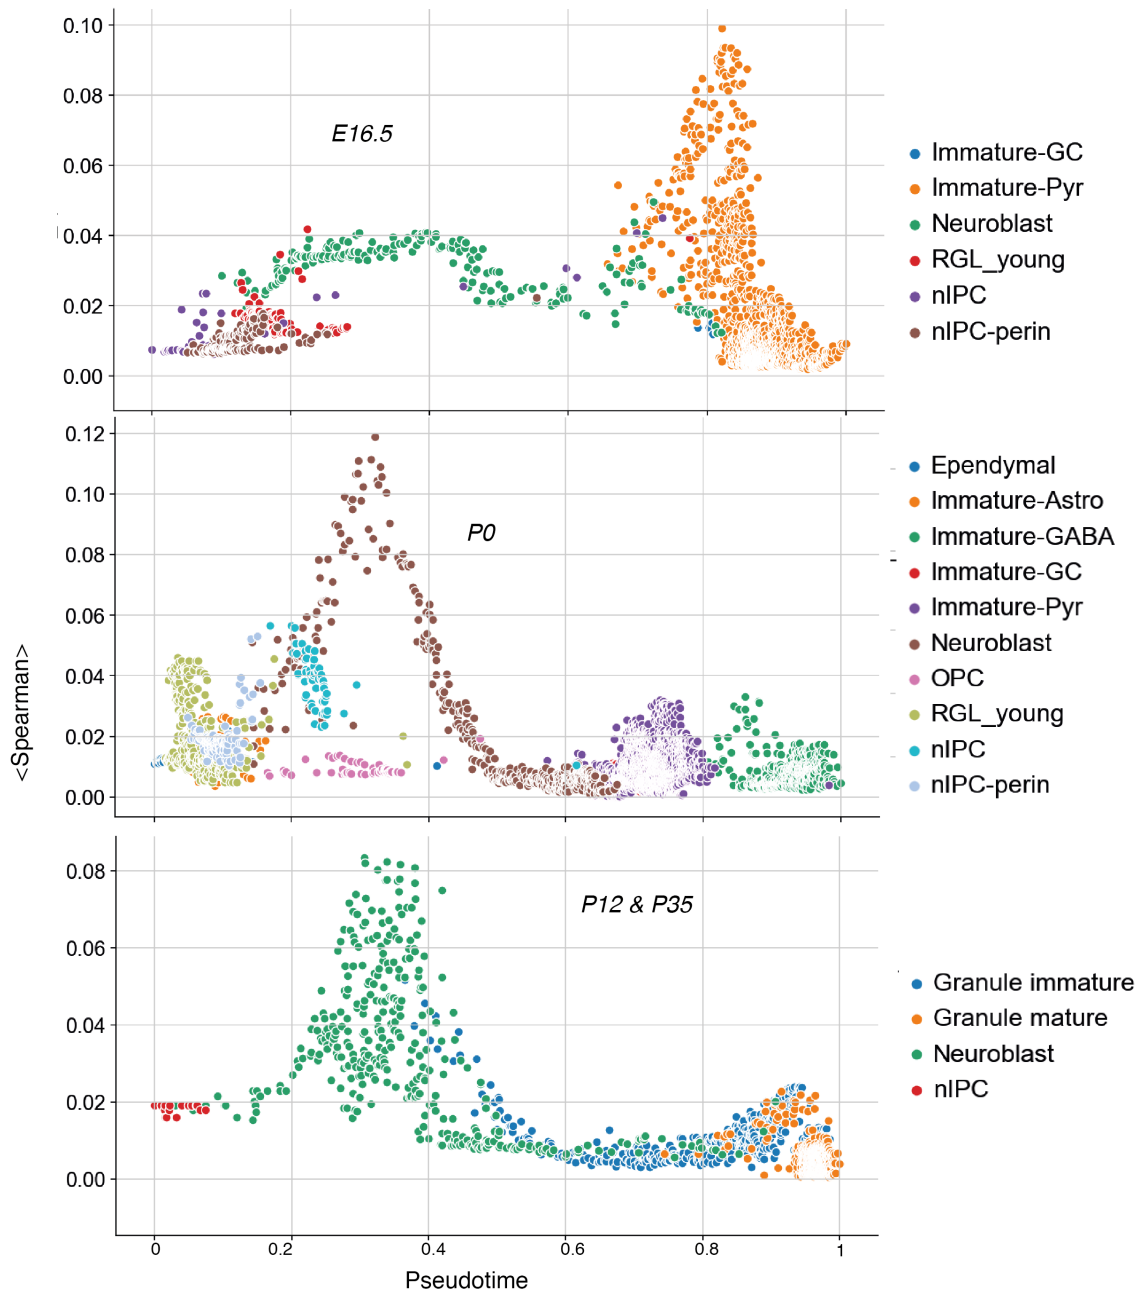 0.10
0.08
0.06
0.04
0.02
0.00
E16.5
Immature-GC
Immature-Pyr
Neuroblast
RGL_young
nIPC
nIPC-perin
0.12
0.10
0.08
0.06
0.04
0.02
0.00
P0
Ependymal
Immature-Astro
Immature-GABA
Immature-GC
Immature-Pyr
Neuroblast
OPC
RGL_young
nIPC
nIPC-perin
<Spearman>
0.08
0.06
0.04
0.02
0.00
P12 & P35
Granule immature
Granule mature
Neuroblast
nIPC
0 0.2 0.4 0.6 0.8 1
Pseudotime